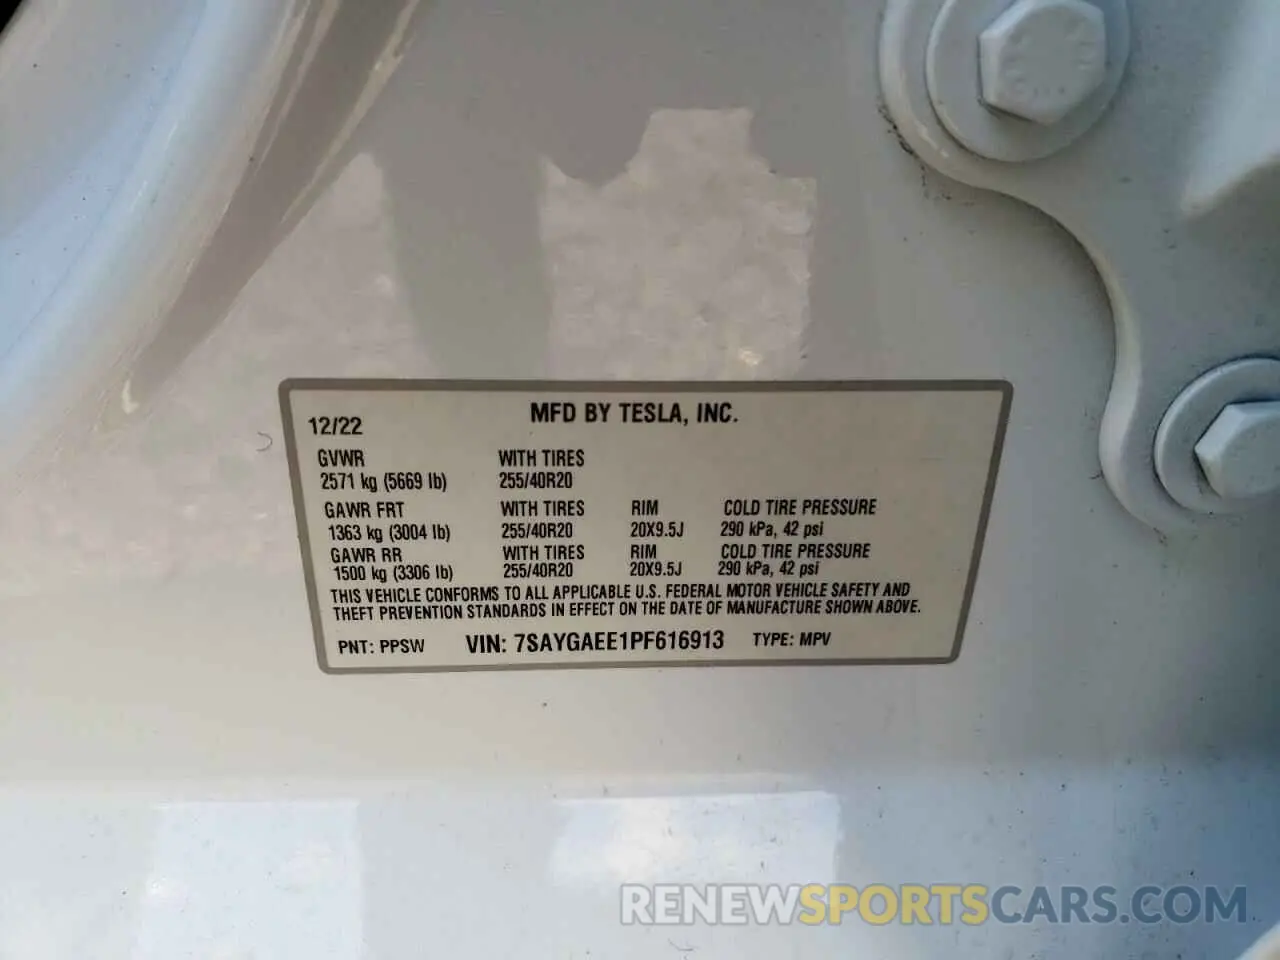 MFD BY TESLA, INC.
12/22
GVWR WITH TIRES
2571 kg (5669 lb) 255/40R20
GAWR FRT WITH TIRES RIM COLD TIRE PRESSURE
1363 kg (3004 lb) 255/40R20 20X9.5J 290 kPa, 42 psi
GAWR RR WITH TIRES RIM COLD TIRE PRESSURE
1500 kg (3306 lb) 255/40R20 20X9.5J 290 kPa, 42 psi
THIS VEHICLE CONFORMS TO ALL APPLICABLE U.S. FEDERAL MOTOR VEHICLE SAFETY AND
THEFT PREVENTION STANDARDS IN EFFECT ON THE DATE OF MANUFACTURE SHOWN ABOVE.
PNT: PPSW VIN: 7SAYGAEE1PF616913 TYPE: MPV
RENEWSPORTSCARS.COM